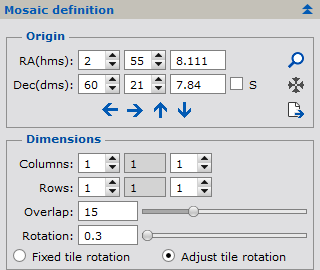 Mosaic definition
Origin
RA(hms): 2 55 8.111
Dec(dms): 60 21 7.84 S
Dimensions
Columns: 1 1 1
Rows: 1 1 1
Overlap: 15
Rotation: 0.3
Fixed tile rotation Adjust tile rotation